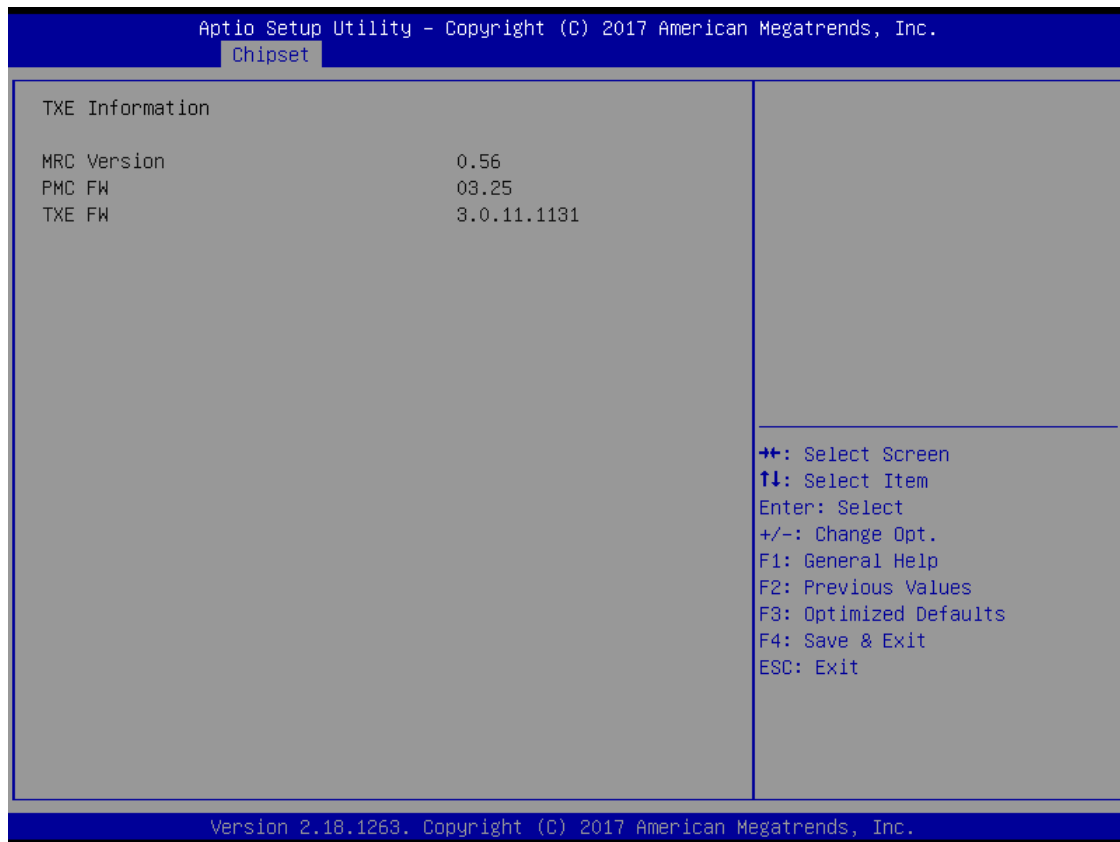 Aptio Setup Utility – Copyright (C) 2017 American Megatrends, Inc.
Chipset
TXE Information
MRC Version 0.56
PMC FW 03.25
TXE FW 3.0.11.1131
→←: Select Screen
↑↓: Select Item
Enter: Select
+/-: Change Opt.
F1: General Help
F2: Previous Values
F3: Optimized Defaults
F4: Save & Exit
ESC: Exit
Version 2.18.1263. Copyright (C) 2017 American Megatrends, Inc.